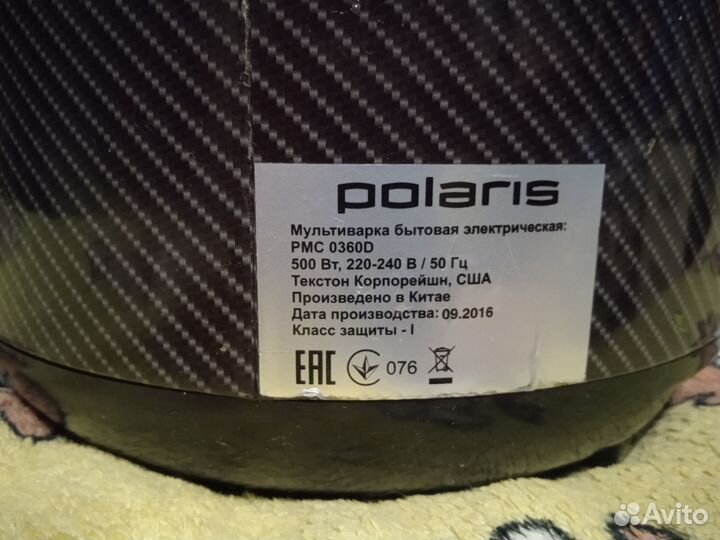 polaris
Мультиварка бытовая электрическая:
PMC 0360D
500 Вт, 220-240 В / 50 Гц
Текстон Корпорейшн, США
Произведено в Китае
Дата производства: 09.2016
Класс защиты - I
EAC 076
Avito